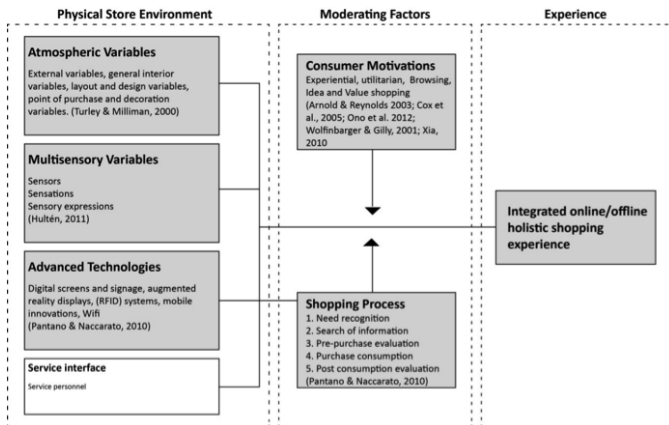 Physical Store Environment
Moderating Factors
Experience
Atmospheric Variables
External variables, general interior
variables, layout and design variables,
point of purchase and decoration
variables. (Turley & Milliman, 2000)
Multisensory Variables
Sensors
Sensations
Sensory expressions
(Hultén, 2011)
Advanced Technologies
Digital screens and signage, augmented
reality displays, (RFID) systems, mobile
innovations, Wifi
(Pantano & Naccarato, 2010)
Service interface
Service personnel
Consumer Motivations
Experiential, utilitarian, Browsing,
Idea and Value shopping
(Arnold & Reynolds 2003; Cox et
al., 2005; Ono et al. 2012;
Wolfinbarger & Gilly, 2001; Xia,
2010
Shopping Process
1. Need recognition
2. Search of information
3. Pre-purchase evaluation
4. Purchase consumption
5. Post consumption evaluation
(Pantano & Naccarato, 2010)
Integrated online/offline
holistic shopping
experience